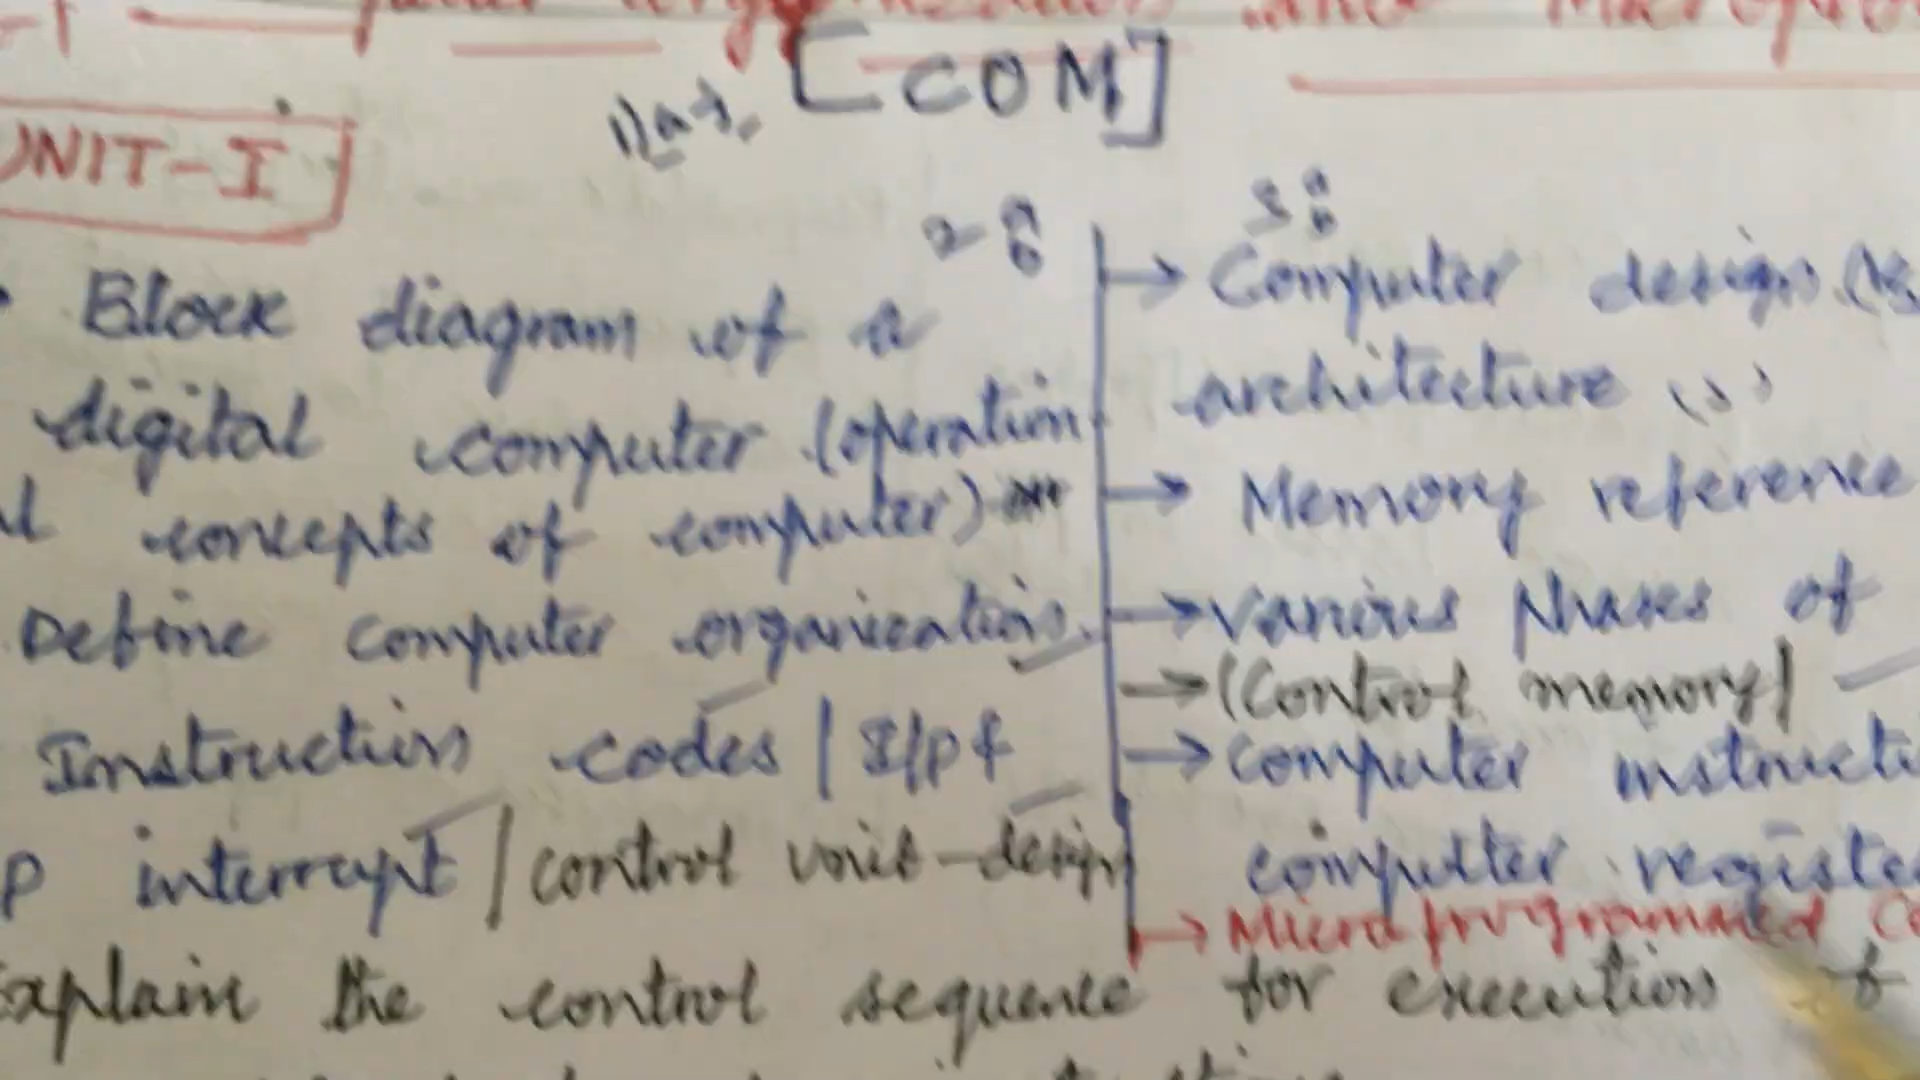 [COM]
UNIT-I
Block diagram of a
digital computer (operation
al concepts of computer)
Define computer organization.
Instruction codes | I/p &
interrupt / control unit-design
→ Computer design
architecture
→ Memory reference
→ various phases of
→ (Control memory)
→ computer
computer
→ Micro programmed
Explain the control sequence for execution of